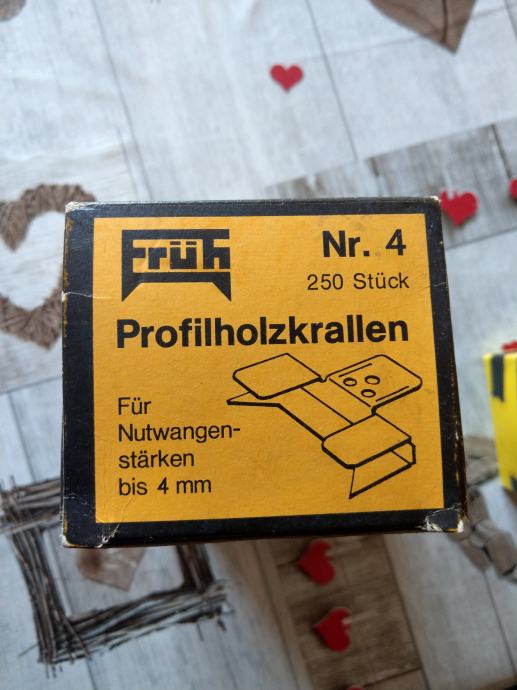 Früh
Nr. 4
250 Stück
Profilholzkrallen
Für
Nutwangen-
stärken
bis 4 mm